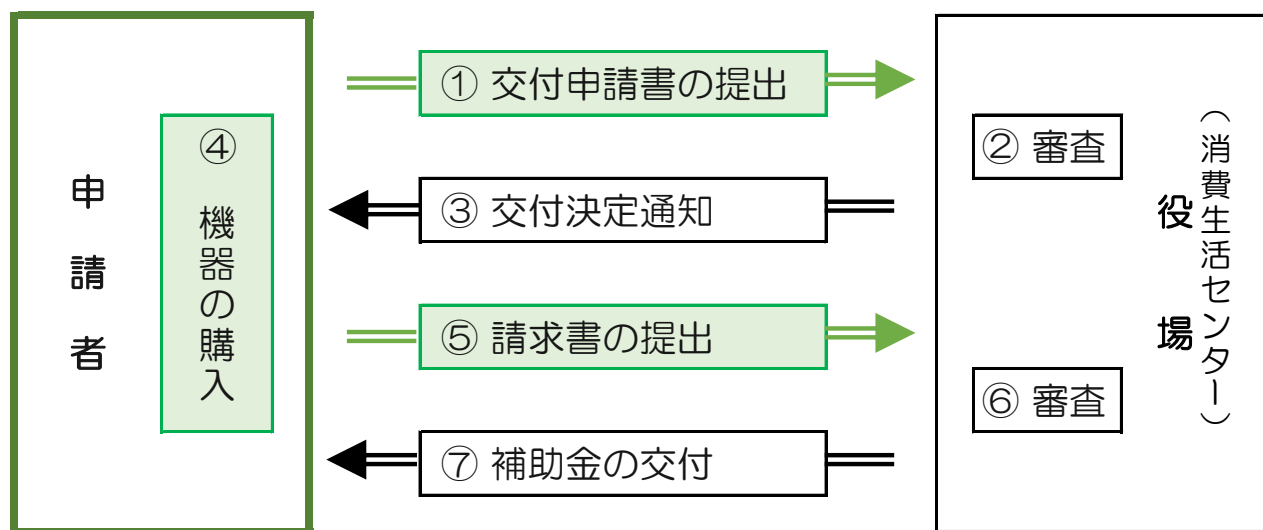 申請者
① 交付申請書の提出
② 審査
③ 交付決定通知
④ 機器の購入
⑤ 請求書の提出
⑥ 審査
⑦ 補助金の交付
役場
（消費生活センター）